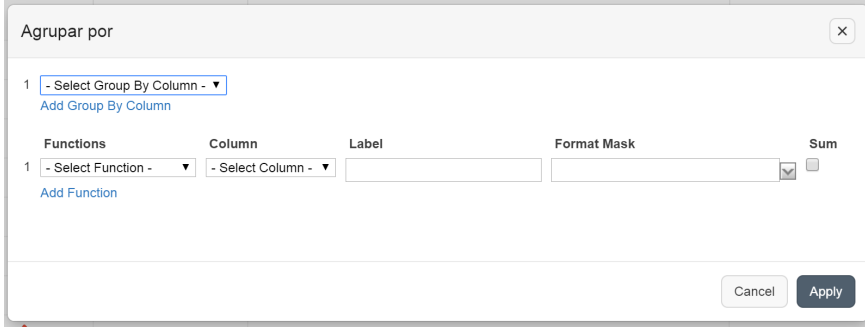 Agrupar por
1 - Select Group By Column -
Add Group By Column
Functions Column Label Format Mask Sum
1 - Select Function - - Select Column -
Add Function
Cancel Apply